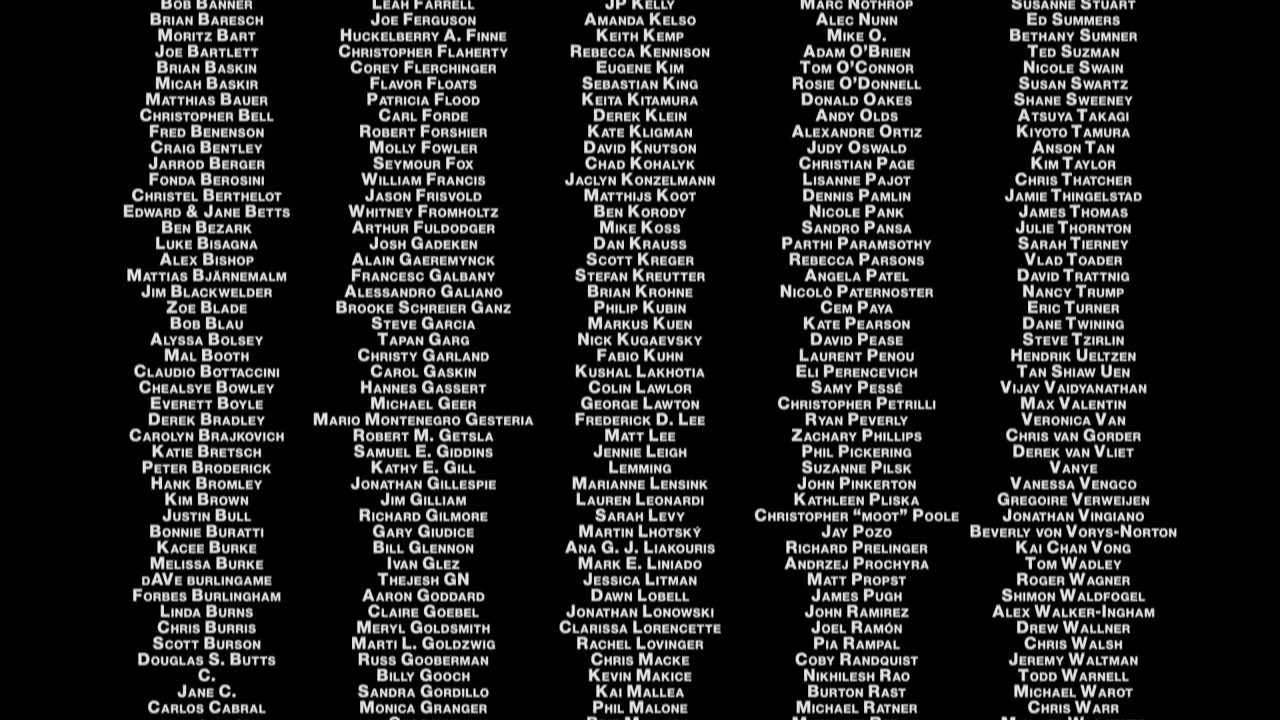 Bob Banner
Brian Baresch
Moritz Bart
Joe Bartlett
Brian Baskin
Micah Baskir
Matthias Bauer
Christopher Bell
Fred Benenson
Craig Bentley
Jarrod Berger
Fonda Berosini
Christel Berthelot
Edward & Jane Betts
Ben Bezark
Luke Bisagna
Alex Bishop
Mattias Bjärnemalm
Jim Blackwelder
Zoe Blade
Bob Blau
Alyssa Bolsey
Mal Booth
Claudio Bottaccini
Chealsye Bowley
Everett Boyle
Derek Bradley
Carolyn Brajkovich
Katie Bretsch
Peter Broderick
Hank Bromley
Kim Brown
Justin Bull
Bonnie Buratti
Kacee Burke
Melissa Burke
dAVe burlingame
Forbes Burlingham
Linda Burns
Chris Burris
Scott Burson
Douglas S. Butts
C.
Jane C.
Carlos Cabral
Leah Farrell
Joe Ferguson
Huckelberry A. Finne
Christopher Flaherty
Corey Flerchinger
Flavor Floats
Patricia Flood
Carl Forde
Robert Forshier
Molly Fowler
Seymour Fox
William Francis
Jason Frisvold
Whitney Fromholtz
Arthur Fuldodger
Josh Gadeken
Alain Gaeremynck
Francesc Galbany
Alessandro Galiano
Brooke Schreier Ganz
Steve Garcia
Tapan Garg
Christy Garland
Carol Gaskin
Hannes Gassert
Michael Geer
Mario Montenegro Gesteria
Robert M. Getsla
Samuel E. Giddins
Kathy E. Gill
Jonathan Gillespie
Jim Gilliam
Richard Gilmore
Gary Giudice
Bill Glennon
Ivan Glez
Thejesh GN
Aaron Goddard
Claire Goebel
Meryl Goldsmith
Marti L. Goldzwig
Russ Gooberman
Billy Gooch
Sandra Gordillo
Monica Granger
JP Kelly
Amanda Kelso
Keith Kemp
Rebecca Kennison
Eugene Kim
Sebastian King
Keita Kitamura
Derek Klein
Kate Kligman
David Knutson
Chad Kohalyk
Jaclyn Konzelmann
Matthijs Koot
Ben Korody
Mike Koss
Dan Krauss
Scott Kreger
Stefan Kreutter
Brian Krohne
Philip Kubin
Markus Kuen
Nick Kugaevsky
Fabio Kuhn
Kushal Lakhotia
Colin Lawlor
George Lawton
Frederick D. Lee
Matt Lee
Jennie Leigh
Lemming
Marianne Lensink
Lauren Leonardi
Sarah Levy
Martin Lhotský
Ana G. J. Liakouris
Mark E. Liniado
Jessica Litman
Dawn Lobell
Jonathan Lonowski
Clarissa Lorencette
Rachel Lovinger
Chris Macke
Kevin Makice
Kai Mallea
Phil Malone
Marc Nothrop
Alec Nunn
Mike O.
Adam O'Brien
Tom O'Connor
Rosie O'Donnell
Donald Oakes
Andy Olds
Alexandre Ortiz
Judy Oswald
Christian Page
Lisanne Pajot
Dennis Pamlin
Nicole Pank
Sandro Pansa
Parthi Paramsothy
Rebecca Parsons
Angela Patel
Nicolò Paternoster
Cem Paya
Kate Pearson
David Pease
Laurent Penou
Eli Perencevich
Samy Pessé
Christopher Petrilli
Ryan Peverly
Zachary Phillips
Phil Pickering
Suzanne Pilsk
John Pinkerton
Kathleen Pliska
Christopher "moot" Poole
Jay Pozo
Richard Prelinger
Andrzej Prochyra
Matt Propst
James Pugh
John Ramirez
Joel Ramón
Pia Rampal
Coby Randquist
Nikhilesh Rao
Burton Rast
Michael Ratner
Susanne Stuart
Ed Summers
Bethany Sumner
Ted Suzman
Nicole Swain
Susan Swartz
Shane Sweeney
Atsuya Takagi
Kiyoto Tamura
Anson Tan
Kim Taylor
Chris Thatcher
Jamie Thingelstad
James Thomas
Julie Thornton
Sarah Tierney
Vlad Toader
David Trattnig
Nancy Trump
Eric Turner
Dane Twining
Steve Tzirlin
Hendrik Ueltzen
Tan Shiaw Uen
Vijay Vaidyanathan
Max Valentin
Veronica Van
Chris van Gorder
Derek van Vliet
Vanye
Vanessa Vengco
Gregoire Verweijen
Jonathan Vingiano
Beverly von Vorys-Norton
Kai Chan Vong
Tom Wadley
Roger Wagner
Shimon Waldfogel
Alex Walker-Ingham
Drew Wallner
Chris Walsh
Jeremy Waltman
Todd Warnell
Michael Warot
Chris Warr